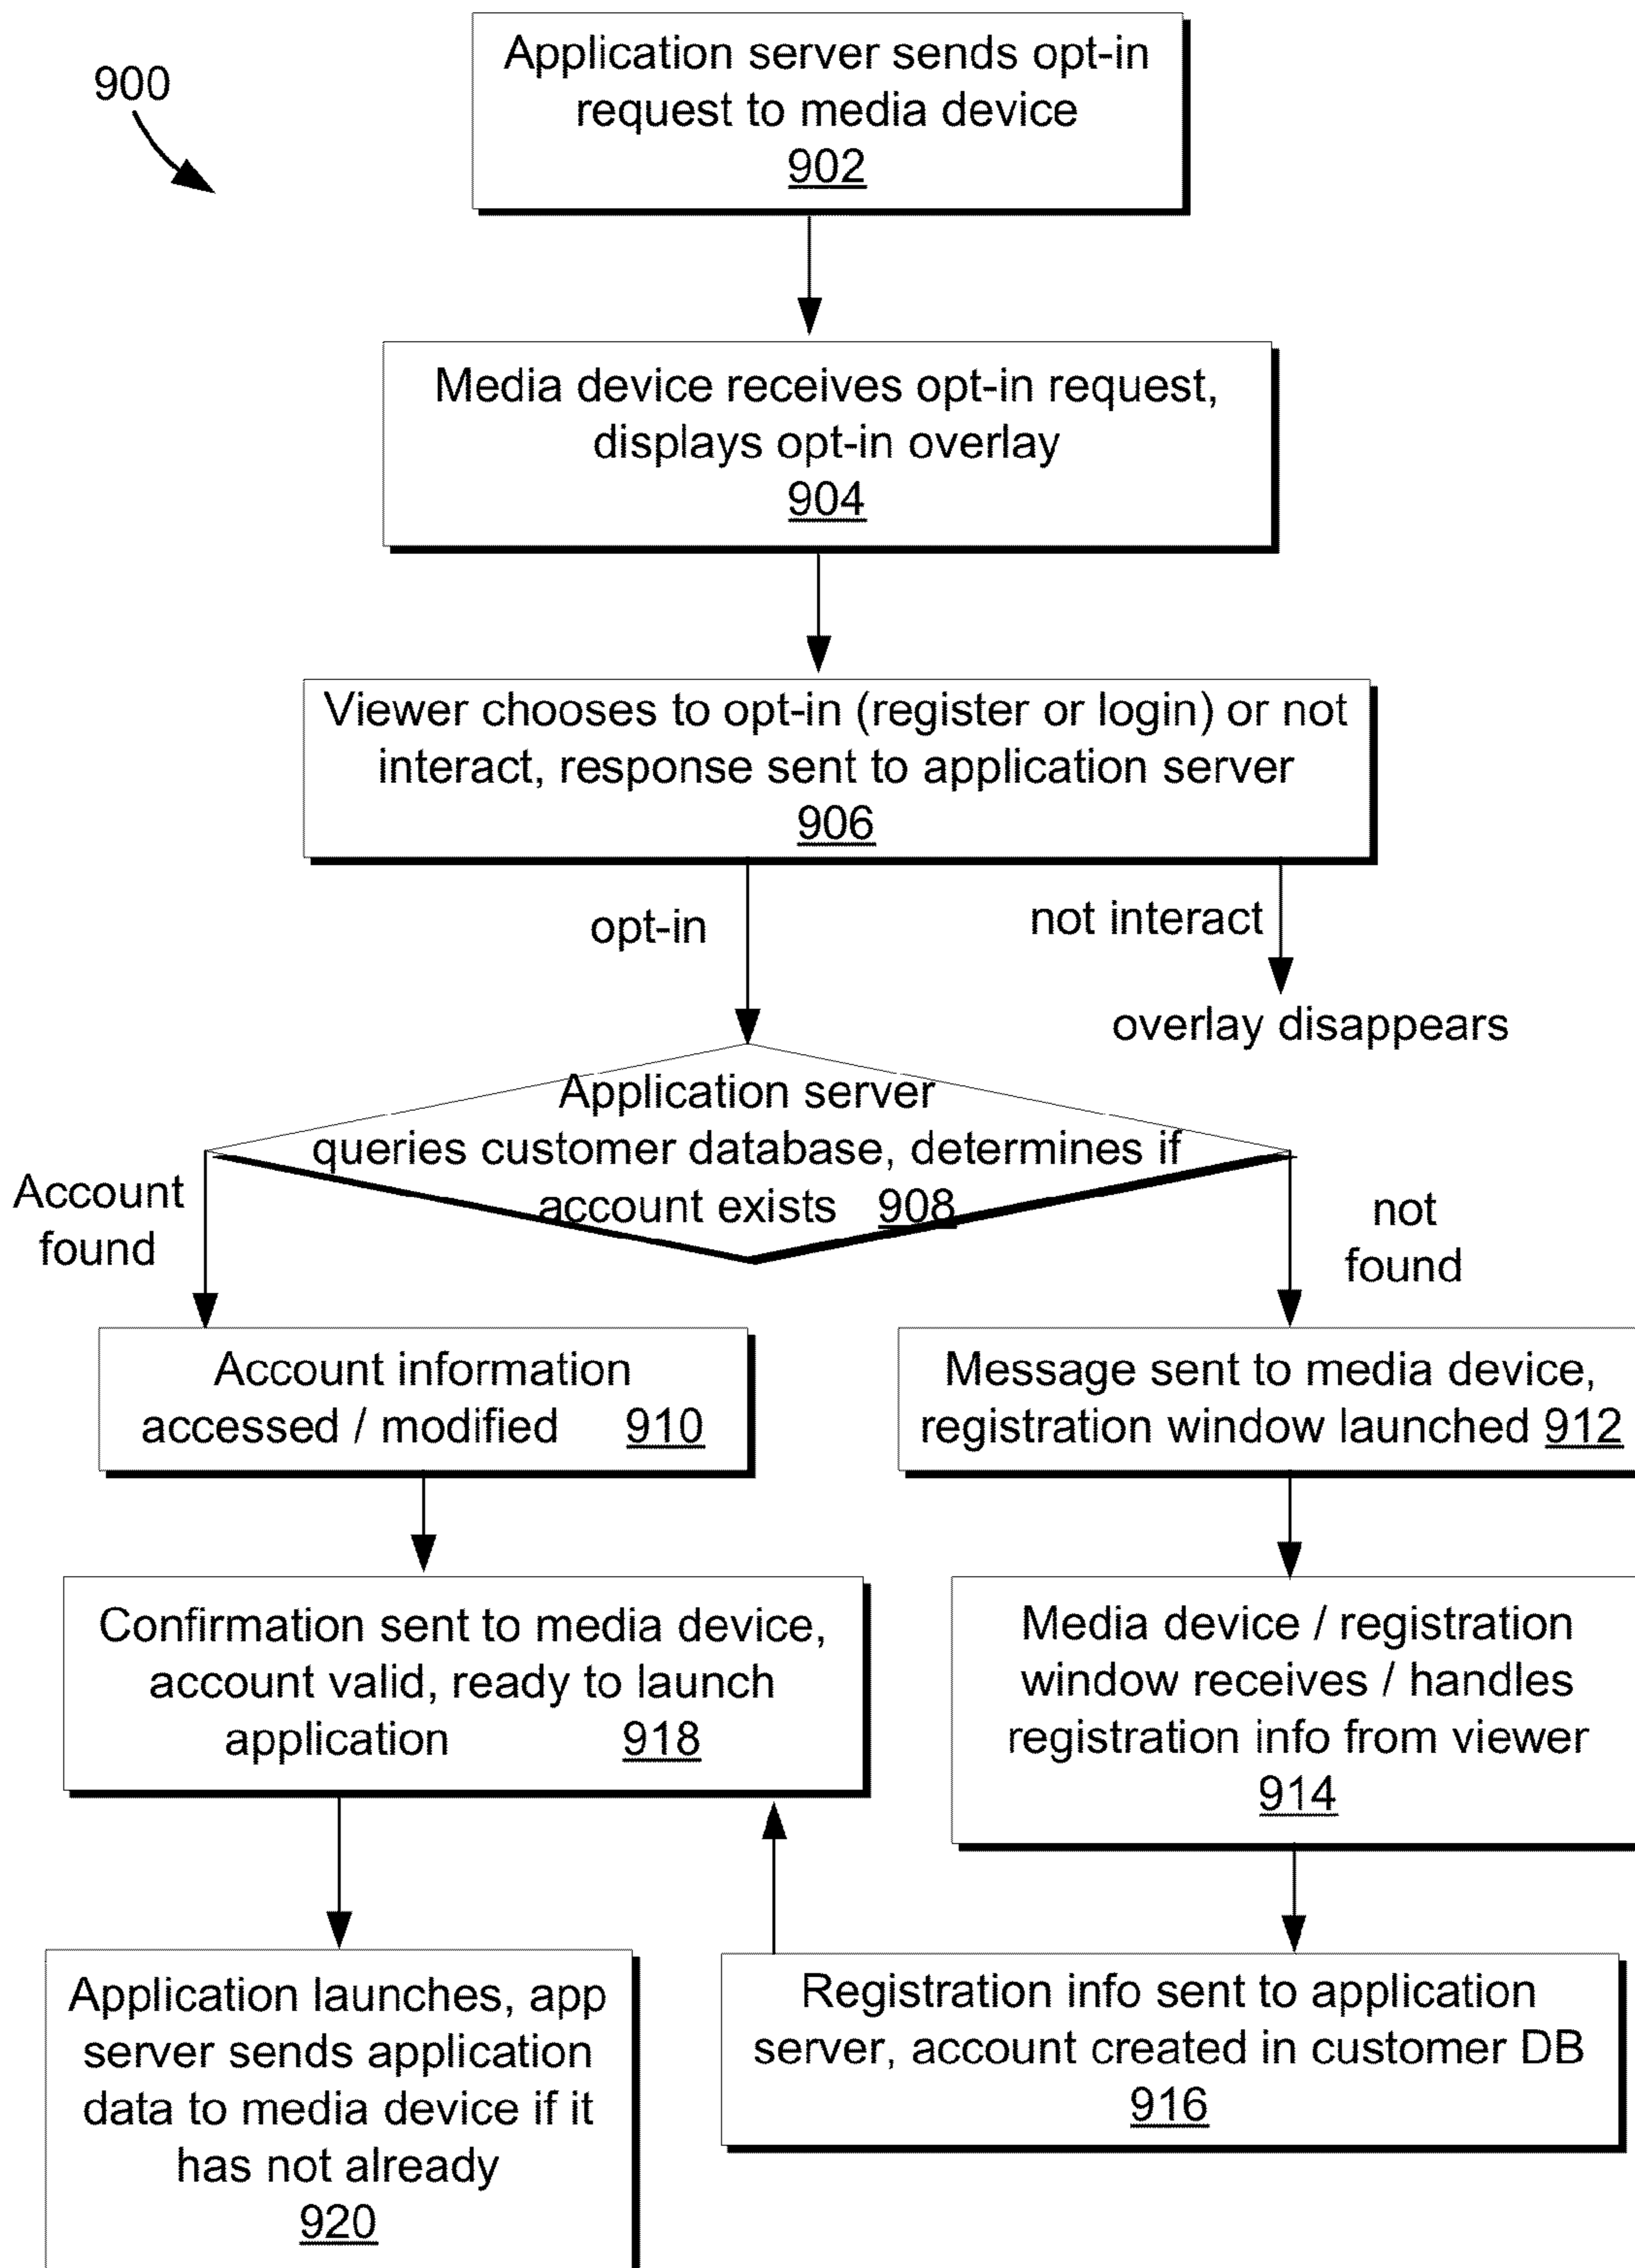 900
Application server sends opt-in
request to media device
902
Media device receives opt-in request,
displays opt-in overlay
904
Viewer chooses to opt-in (register or login) or not
interact, response sent to application server
906
opt-in
not interact
overlay disappears
Application server
queries customer database, determines if
account exists 908
Account
found
not
found
Account information
accessed / modified 910
Message sent to media device,
registration window launched 912
Confirmation sent to media device,
account valid, ready to launch
application 918
Media device / registration
window receives / handles
registration info from viewer
914
Application launches, app
server sends application
data to media device if it
has not already
920
Registration info sent to application
server, account created in customer DB
916